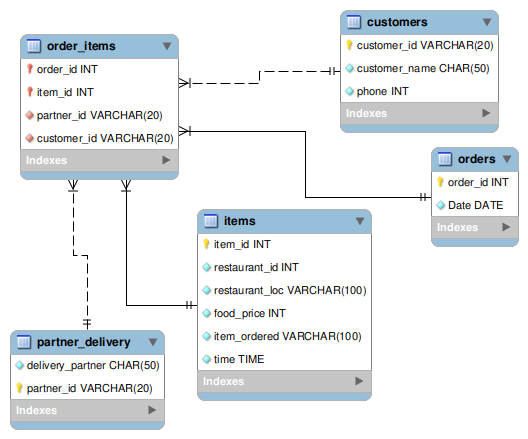 order_items
order_id INT
item_id INT
partner_id VARCHAR(20)
customer_id VARCHAR(20)
Indexes
customers
customer_id VARCHAR(20)
customer_name CHAR(50)
phone INT
Indexes
orders
order_id INT
Date DATE
Indexes
items
item_id INT
restaurant_id INT
restaurant_loc VARCHAR(100)
food_price INT
item_ordered VARCHAR(100)
time TIME
Indexes
partner_delivery
delivery_partner CHAR(50)
partner_id VARCHAR(20)
Indexes